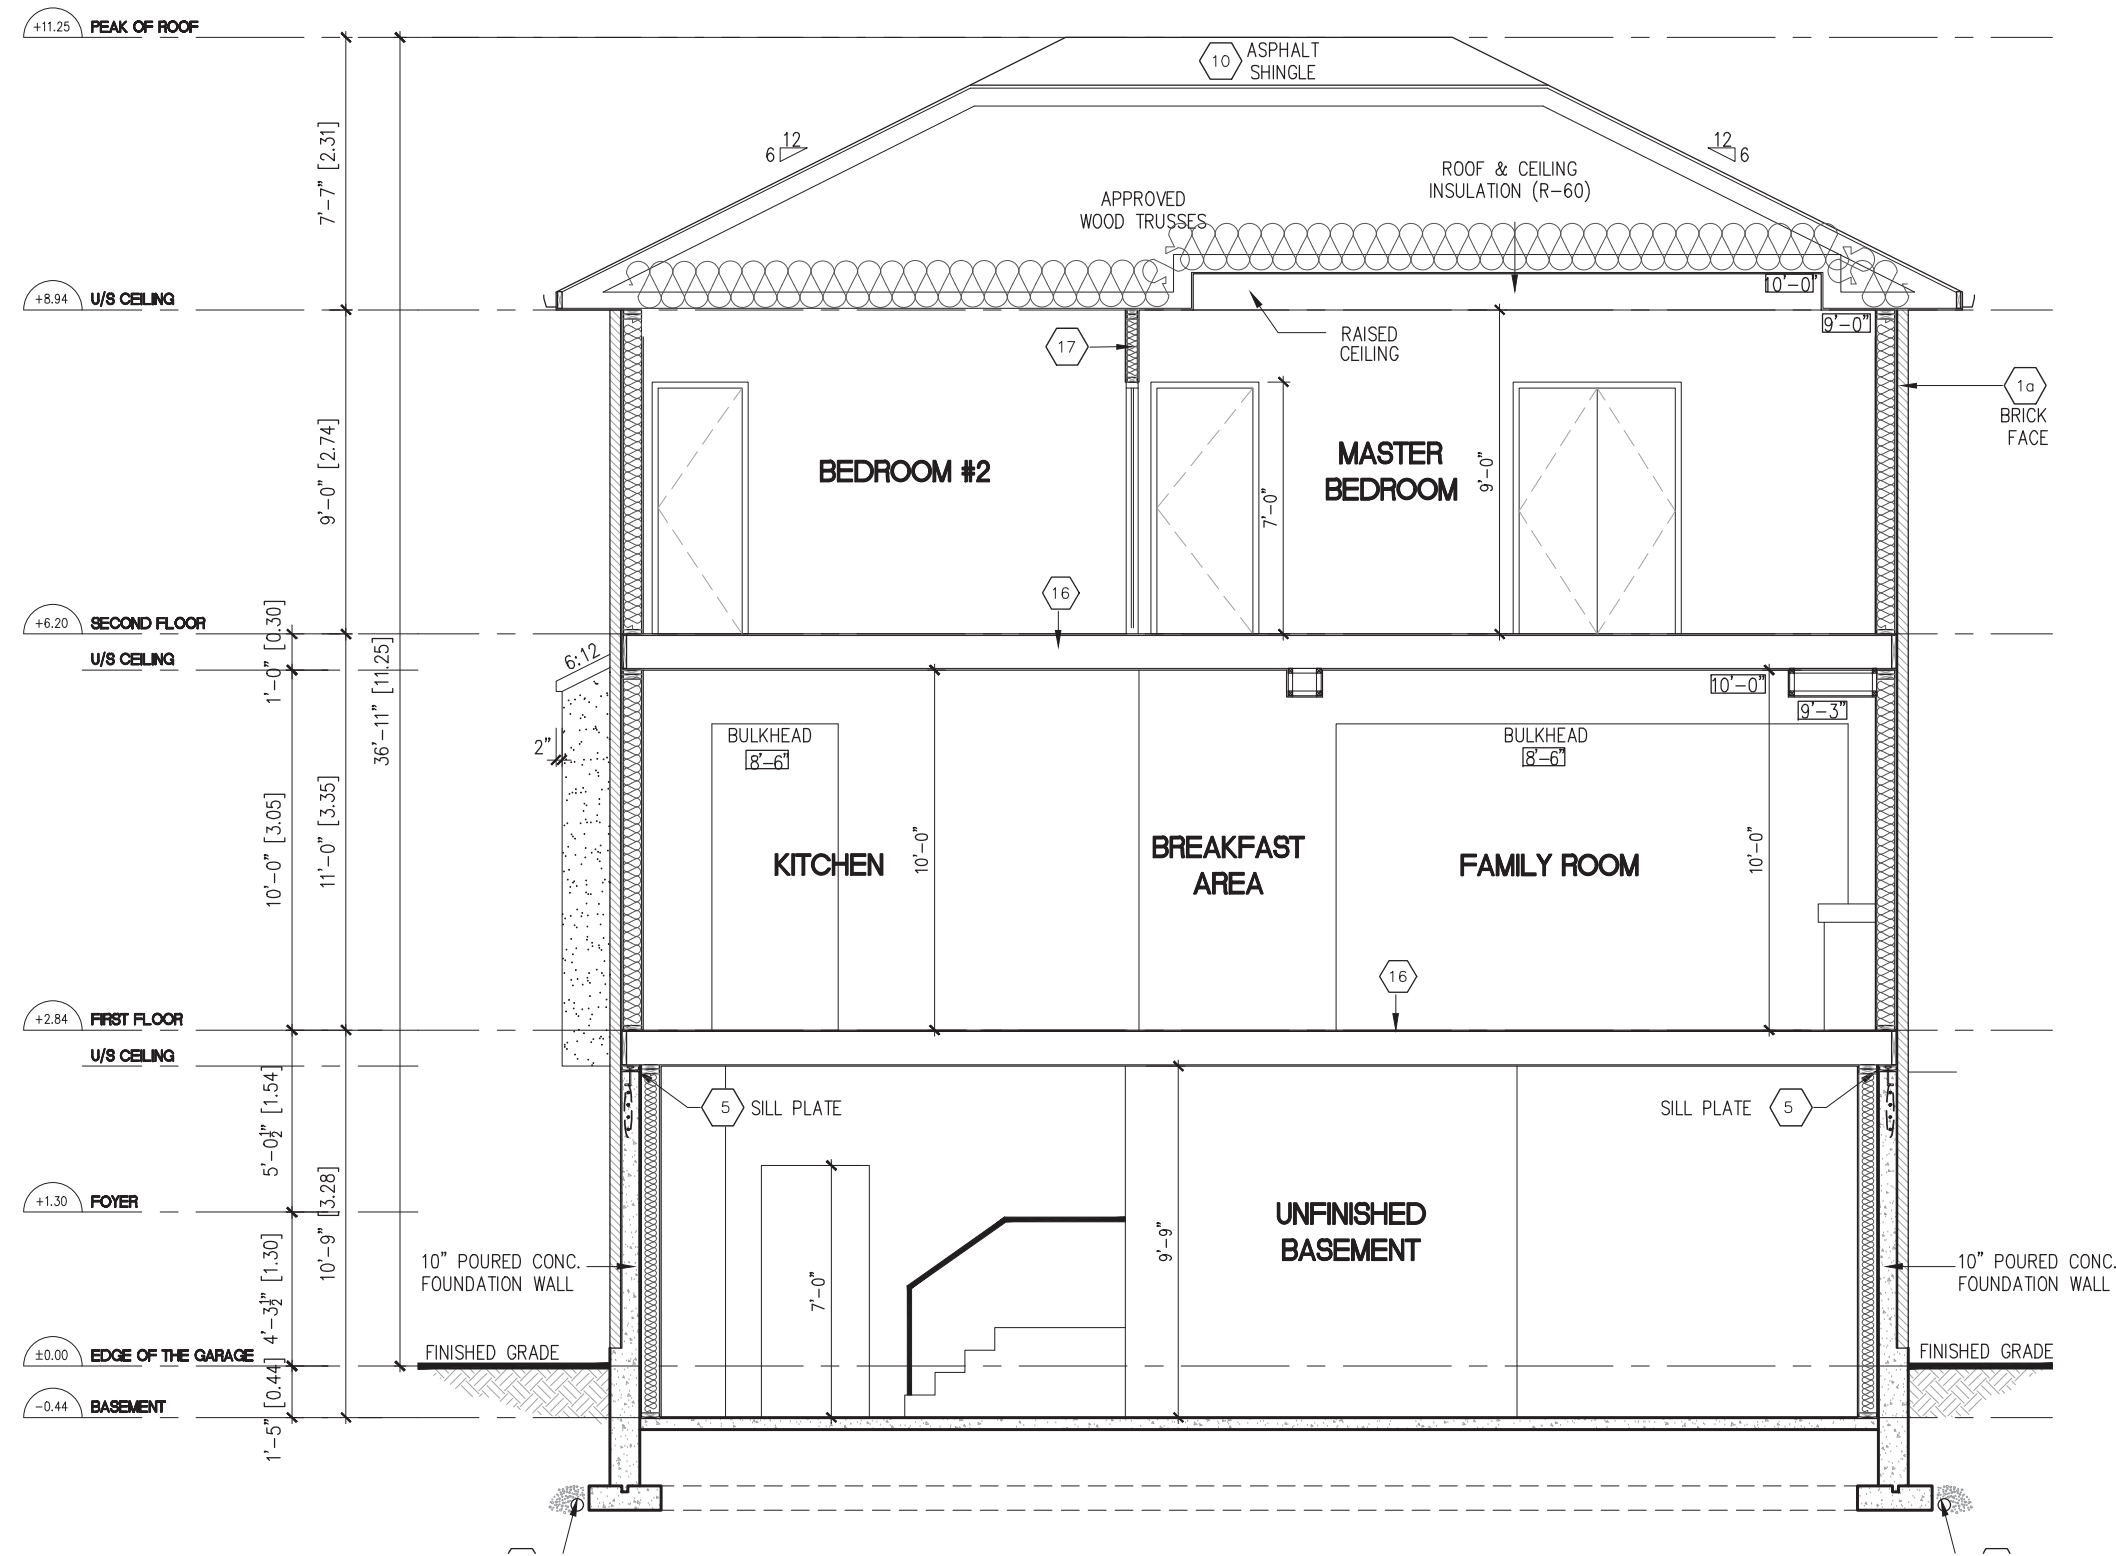 +11.25 PEAK OF ROOF
10 ASPHALT
SHINGLE
7'-7" [2.31]
12
6
12
6
ROOF & CEILING
INSULATION (R-60)
APPROVED
WOOD TRUSSES
10'-0"
+8.94 U/S CEILING
9'-0"
RAISED
CEILING
17
1a
BRICK
FACE
9'-0" [2.74]
BEDROOM #2
MASTER
BEDROOM
9'-0"
7'-0"
16
+6.20 SECOND FLOOR
U/S CEILING
1'-0" [0.30]
36'-11" [11.25]
6:12
10'-0"
9'-3"
2"
BULKHEAD
8'-6"
BULKHEAD
8'-6"
10'-0" [3.05]
11'-0" [3.35]
KITCHEN
10'-0"
BREAKFAST
AREA
FAMILY ROOM
10'-0"
16
+2.84 FIRST FLOOR
U/S CEILING
5'-0½" [1.54]
5 SILL PLATE
SILL PLATE 5
+1.30 FOYER
10'-9" [3.28]
4'-3½" [1.30]
UNFINISHED
BASEMENT
9'-9"
7'-0"
10" POURED CONC.
FOUNDATION WALL
10" POURED CONC.
FOUNDATION WALL
±0.00 EDGE OF THE GARAGE
FINISHED GRADE
FINISHED GRADE
-0.44 BASEMENT
1'-5" [0.44]